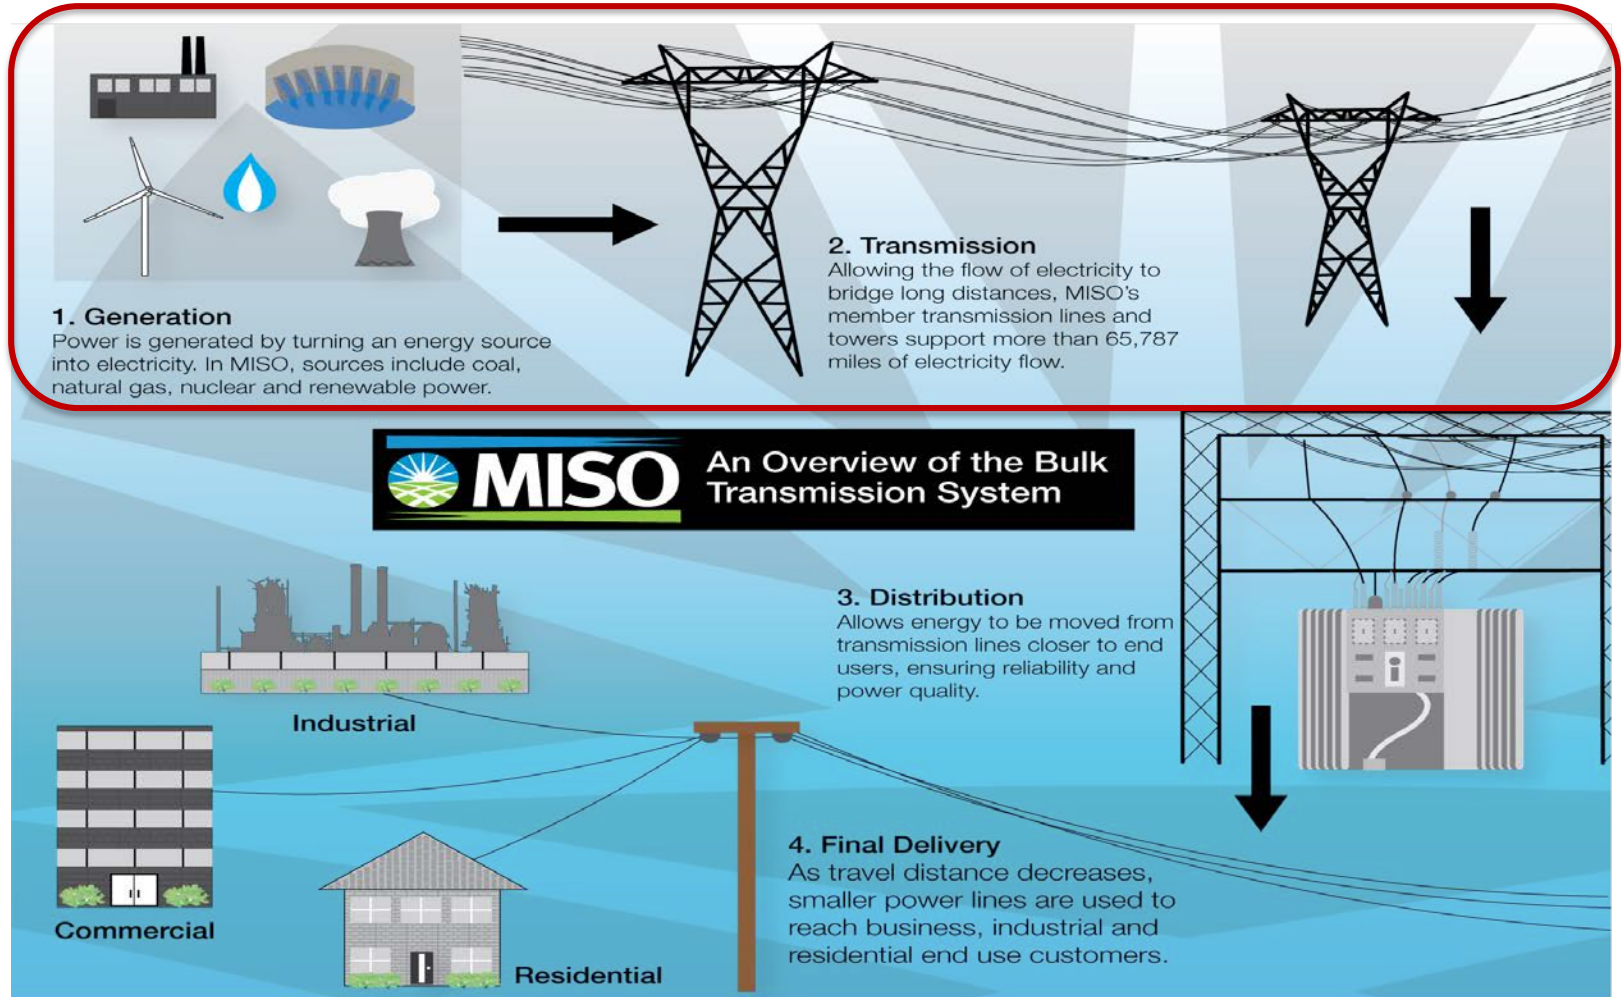 1. Generation
Power is generated by turning an energy source
into electricity. In MISO, sources include coal,
natural gas, nuclear and renewable power.
2. Transmission
Allowing the flow of electricity to
bridge long distances, MISO's
member transmission lines and
towers support more than 65,787
miles of electricity flow.
MISO
An Overview of the Bulk
Transmission System
3. Distribution
Allows energy to be moved from
transmission lines closer to end
users, ensuring reliability and
power quality.
Industrial
Commercial
Residential
4. Final Delivery
As travel distance decreases,
smaller power lines are used to
reach business, industrial and
residential end use customers.